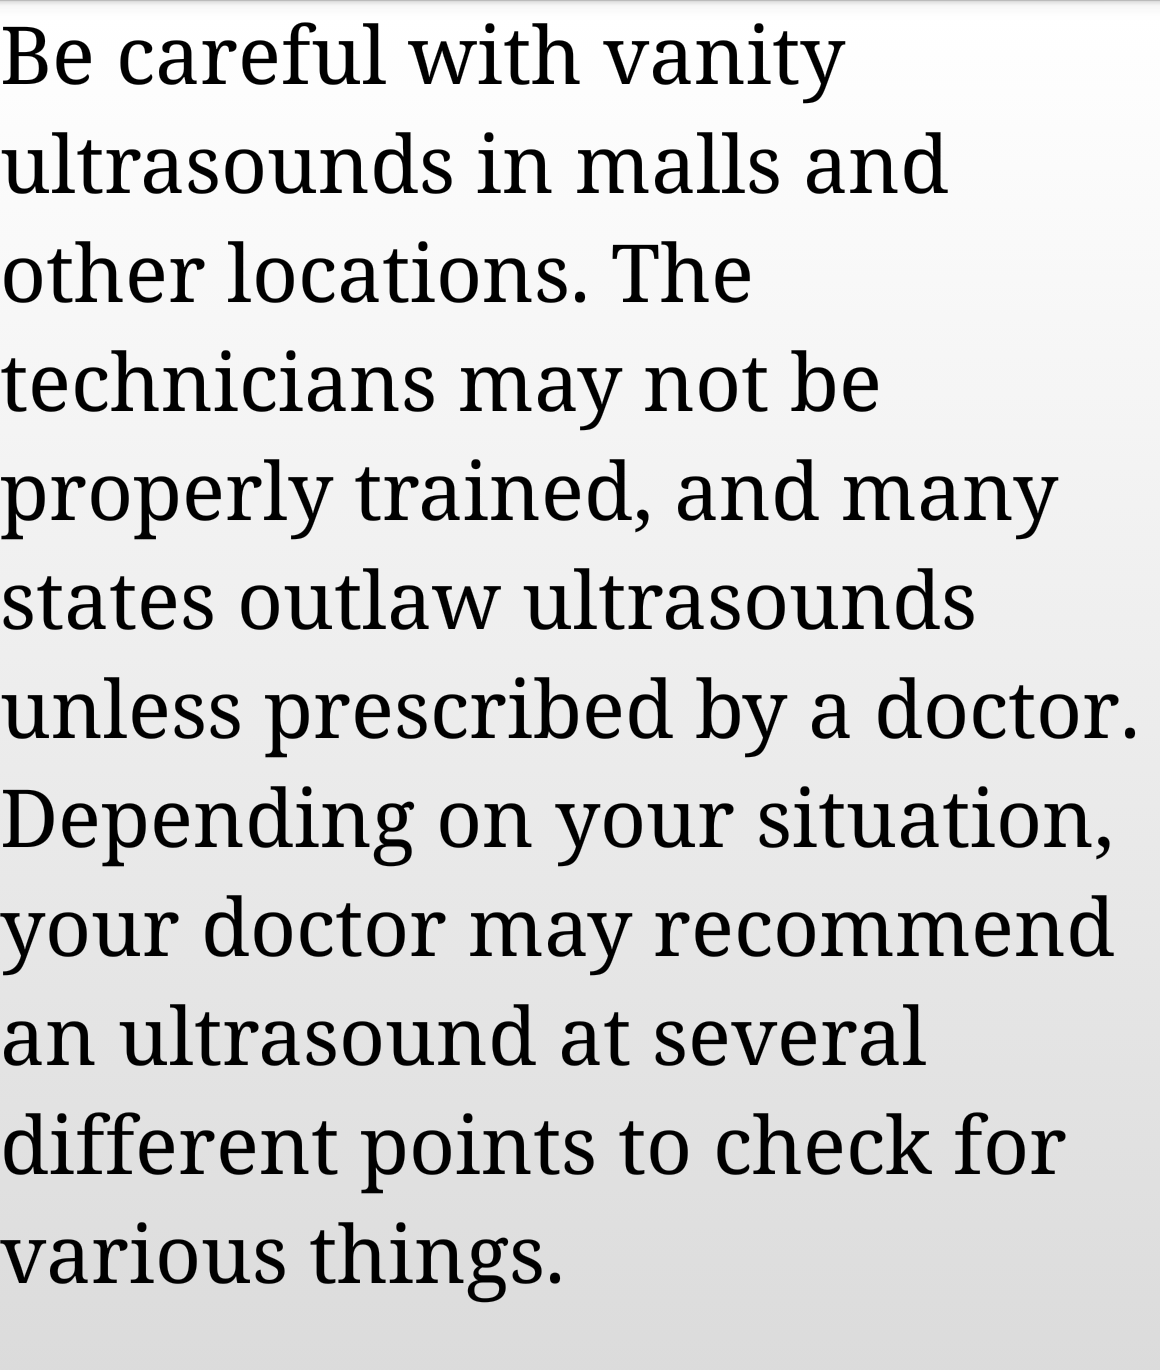 Be careful with vanity
ultrasounds in malls and
other locations. The
technicians may not be
properly trained, and many
states outlaw ultrasounds
unless prescribed by a doctor.
Depending on your situation,
your doctor may recommend
an ultrasound at several
different points to check for
various things.